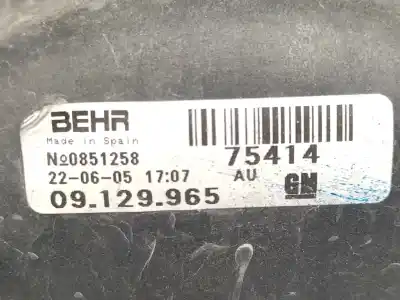 BEHR
Made in Spain
№0851258
75414
22-06-05 17:07
AU
GM
09.129.965